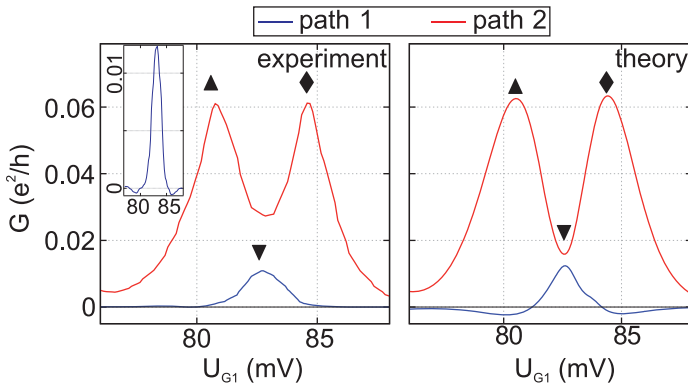 path 1 path 2
experiment
theory
G (e²/h)
0.06
0.04
0.02
0
0.01
0
80 85
80 85
80 85
U_G1 (mV)
U_G1 (mV)